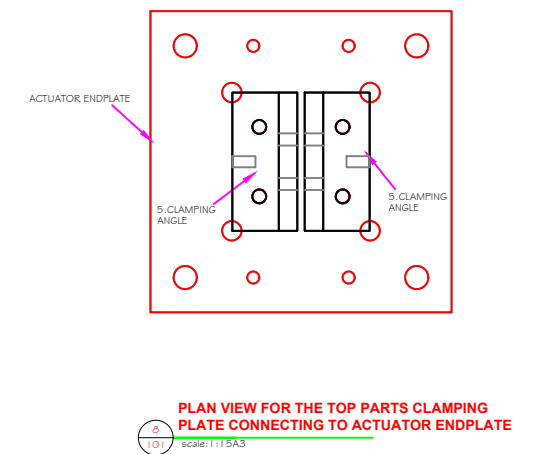 ACTUATOR ENDPLATE
5.CLAMPING
ANGLE
5.CLAMPING
ANGLE
PLAN VIEW FOR THE TOP PARTS CLAMPING
PLATE CONNECTING TO ACTUATOR ENDPLATE
8
101
scale:1:15A3